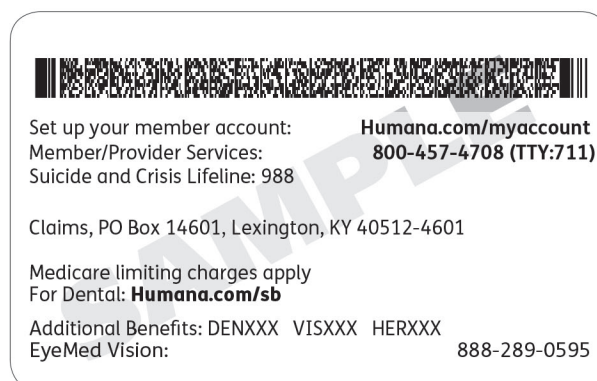 Set up your member account: Humana.com/myaccount
Member/Provider Services: 800-457-4708 (TTY:711)
Suicide and Crisis Lifeline: 988
Claims, PO Box 14601, Lexington, KY 40512-4601
Medicare limiting charges apply
For Dental: Humana.com/sb
Additional Benefits: DENXXX VISXXX HERXXX
EyeMed Vision: 888-289-0595
SAMPLE